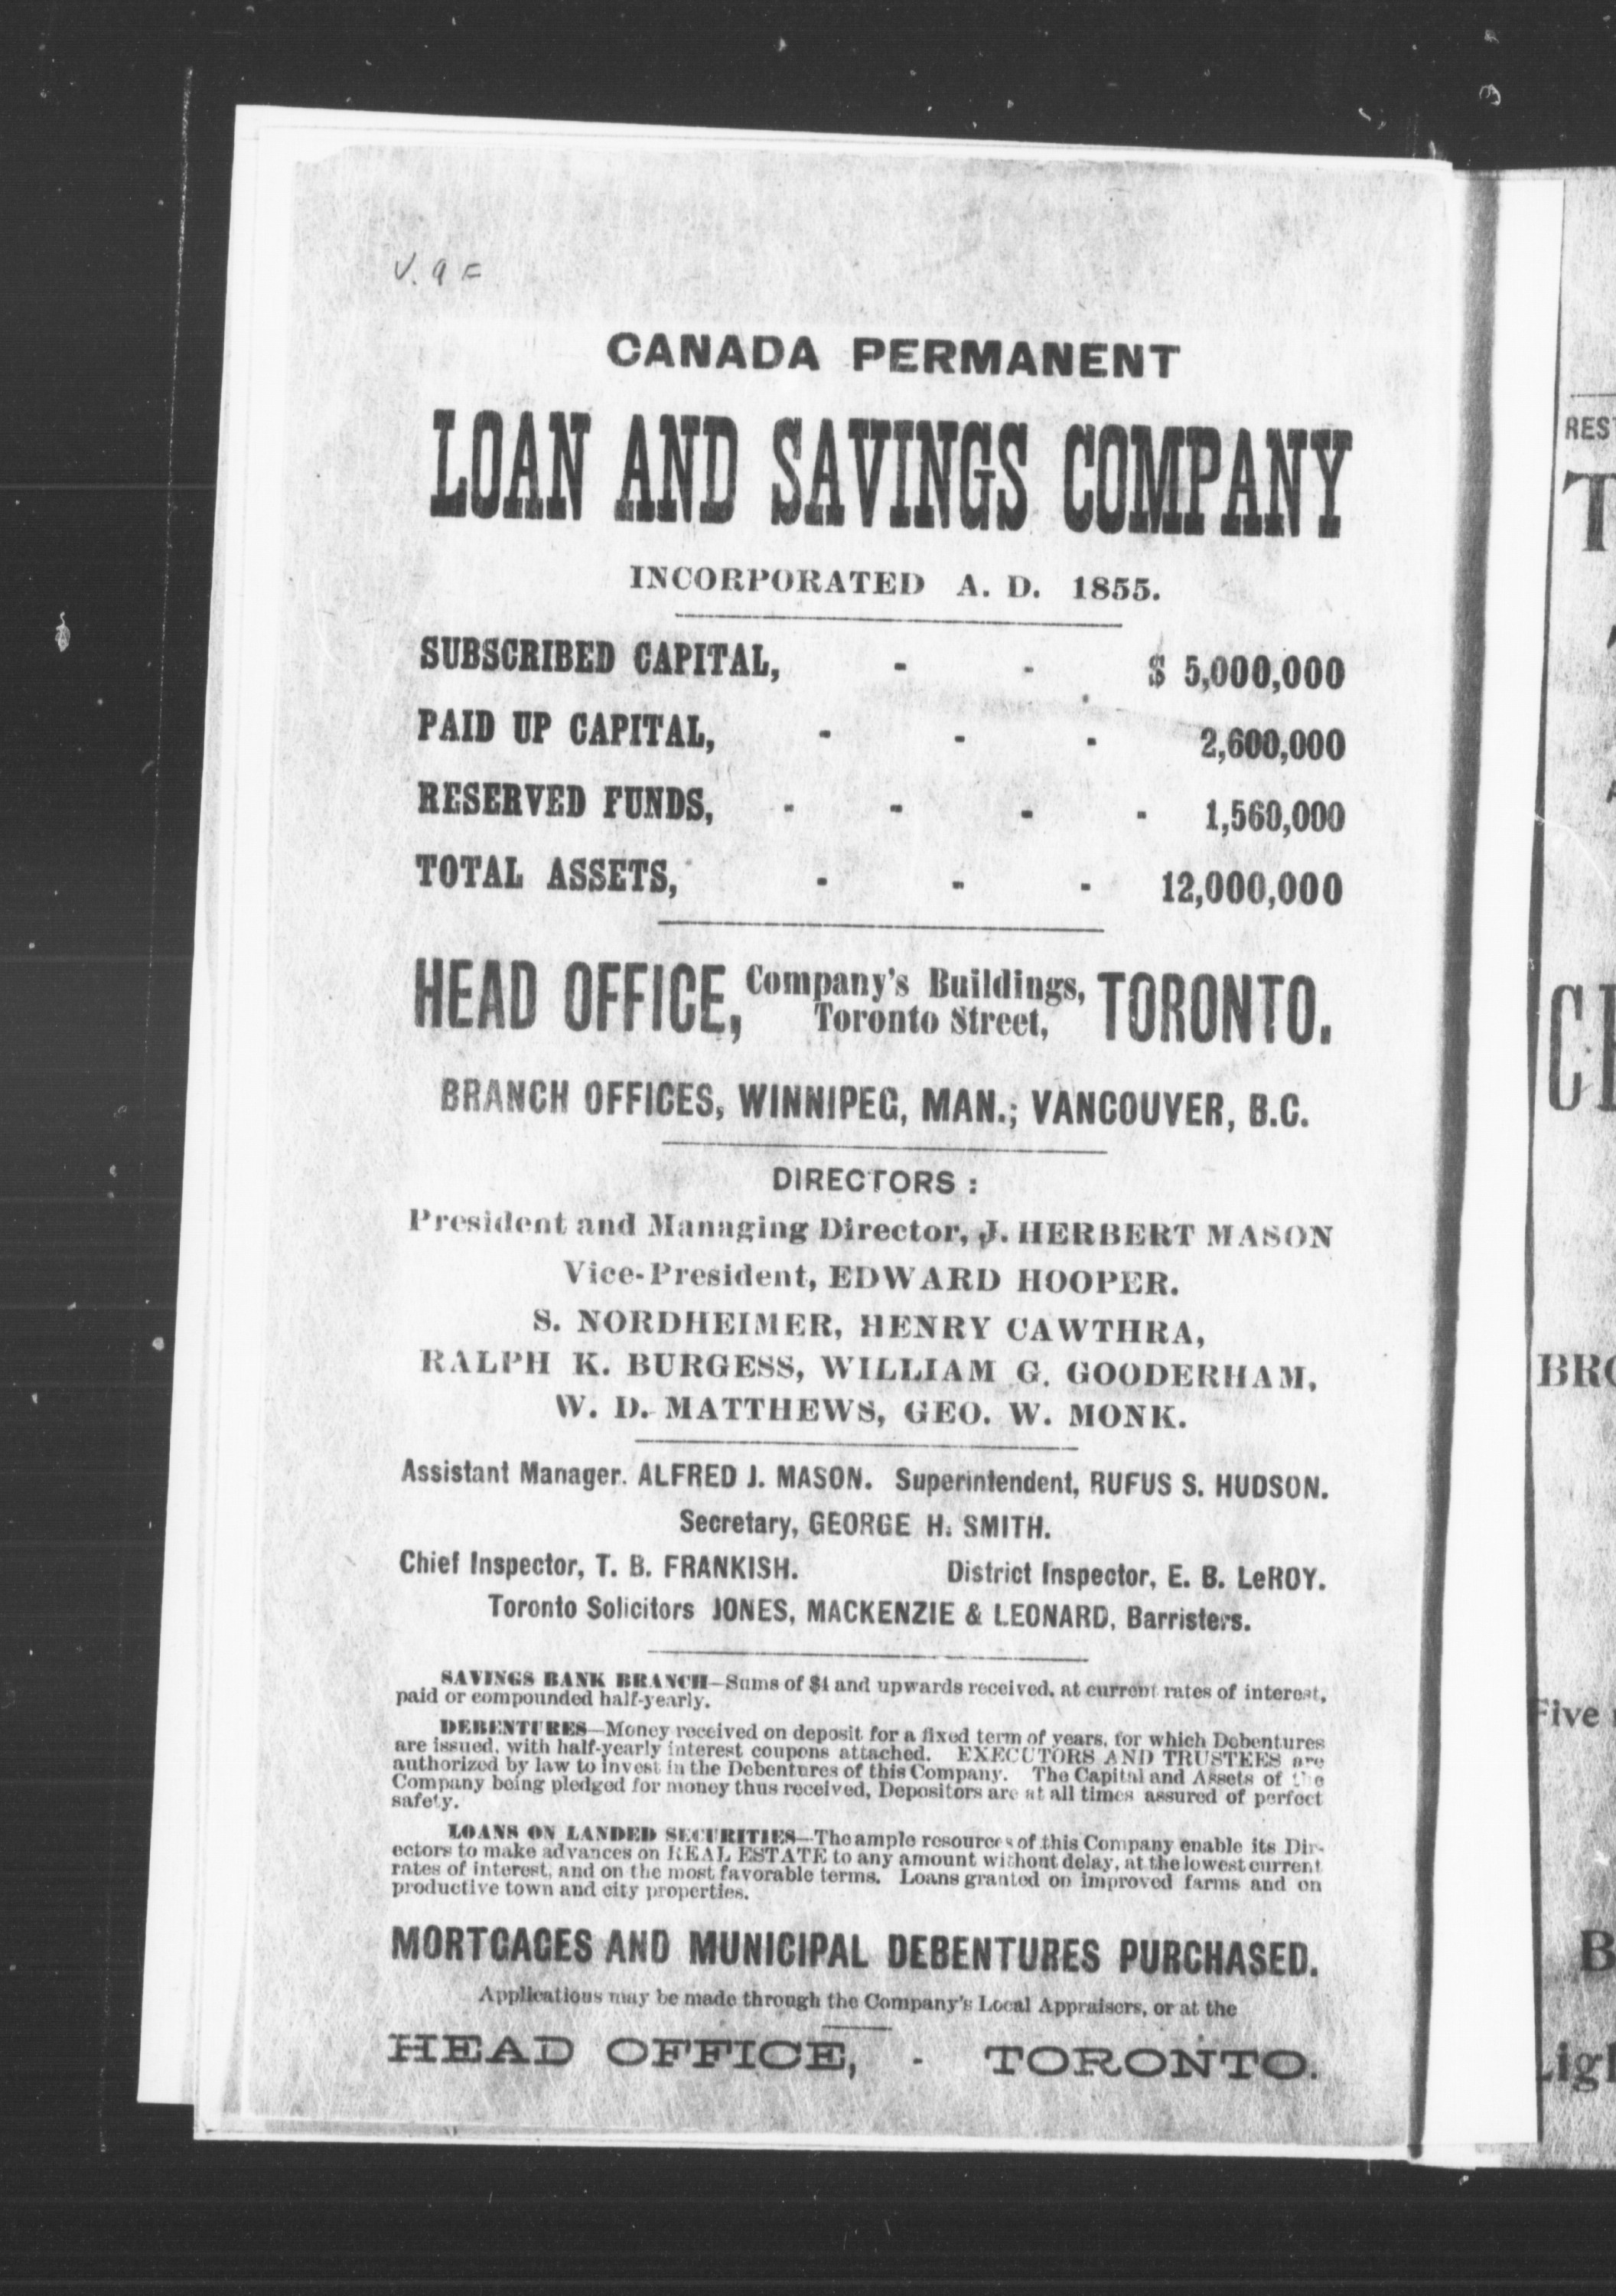 V. 9 =
CANADA PERMANENT
LOAN AND SAVINGS COMPANY
INCORPORATED A. D. 1855.
SUBSCRIBED CAPITAL, - - $ 5,000,000
PAID UP CAPITAL, - - - 2,600,000
RESERVED FUNDS, - - - - 1,560,000
TOTAL ASSETS, - - - 12,000,000
HEAD OFFICE, Company's Buildings, Toronto Street, TORONTO.
BRANCH OFFICES, WINNIPEG, MAN.; VANCOUVER, B.C.
DIRECTORS :
President and Managing Director, J. HERBERT MASON
Vice-President, EDWARD HOOPER.
S. NORDHEIMER, HENRY CAWTHRA,
RALPH K. BURGESS, WILLIAM G. GOODERHAM,
W. D. MATTHEWS, GEO. W. MONK.
Assistant Manager. ALFRED J. MASON. Superintendent, RUFUS S. HUDSON.
Secretary, GEORGE H. SMITH.
Chief Inspector, T. B. FRANKISH. District Inspector, E. B. LeROY.
Toronto Solicitors JONES, MACKENZIE & LEONARD, Barristers.
SAVINGS BANK BRANCH—Sums of $4 and upwards received, at current rates of interest,
paid or compounded half-yearly.
DEBENTURES—Money received on deposit for a fixed term of years, for which Debentures
are issued, with half-yearly interest coupons attached. EXECUTORS AND TRUSTEES are
authorized by law to invest in the Debentures of this Company. The Capital and Assets of the
Company being pledged for money thus received, Depositors are at all times assured of perfect
safety.
LOANS ON LANDED SECURITIES—The ample resources of this Company enable its Dir-
ectors to make advances on REAL ESTATE to any amount without delay, at the lowest current
rates of interest, and on the most favorable terms. Loans granted on improved farms and on
productive town and city properties.
MORTGAGES AND MUNICIPAL DEBENTURES PURCHASED.
Applications may be made through the Company's Local Appraisers, or at the
HEAD OFFICE, - TORONTO.
Five